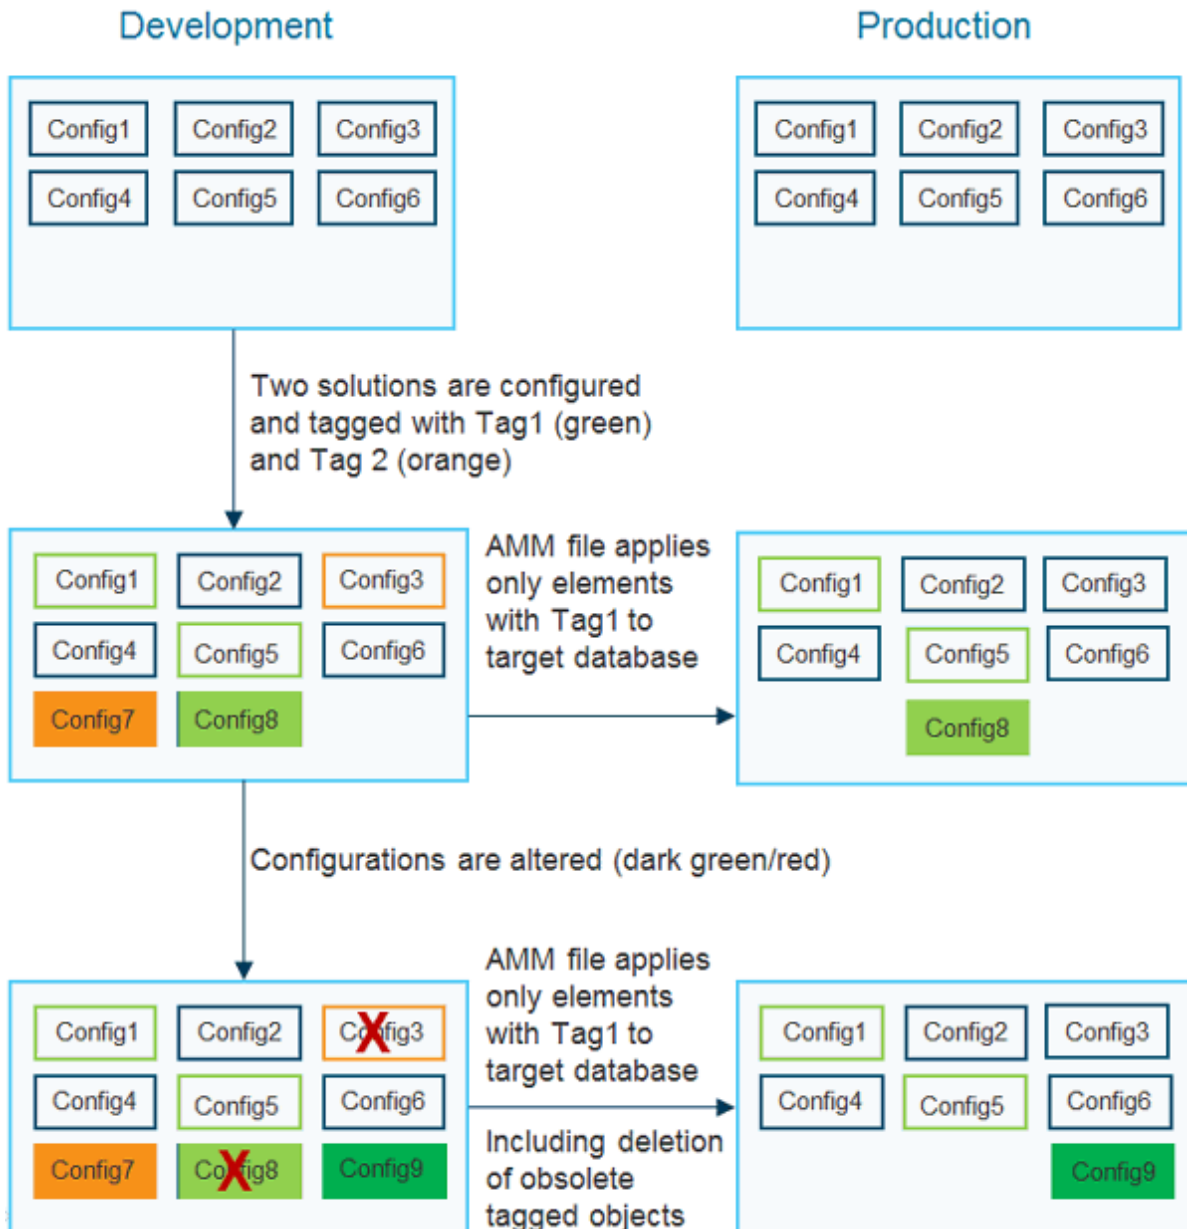 Development
Production
Config1 Config2 Config3
Config4 Config5 Config6
Config1 Config2 Config3
Config4 Config5 Config6
Two solutions are configured
and tagged with Tag1 (green)
and Tag 2 (orange)
Config1 Config2 Config3
Config4 Config5 Config6
Config7 Config8
AMM file applies
only elements
with Tag1 to
target database
Config1 Config2 Config3
Config4 Config5 Config6
Config8
Configurations are altered (dark green/red)
Config1 Config2 Config3
Config4 Config5 Config6
Config7 Config8 Config9
AMM file applies
only elements
with Tag1 to
target database
Including deletion
of obsolete
tagged objects
Config1 Config2 Config3
Config4 Config5 Config6
Config9